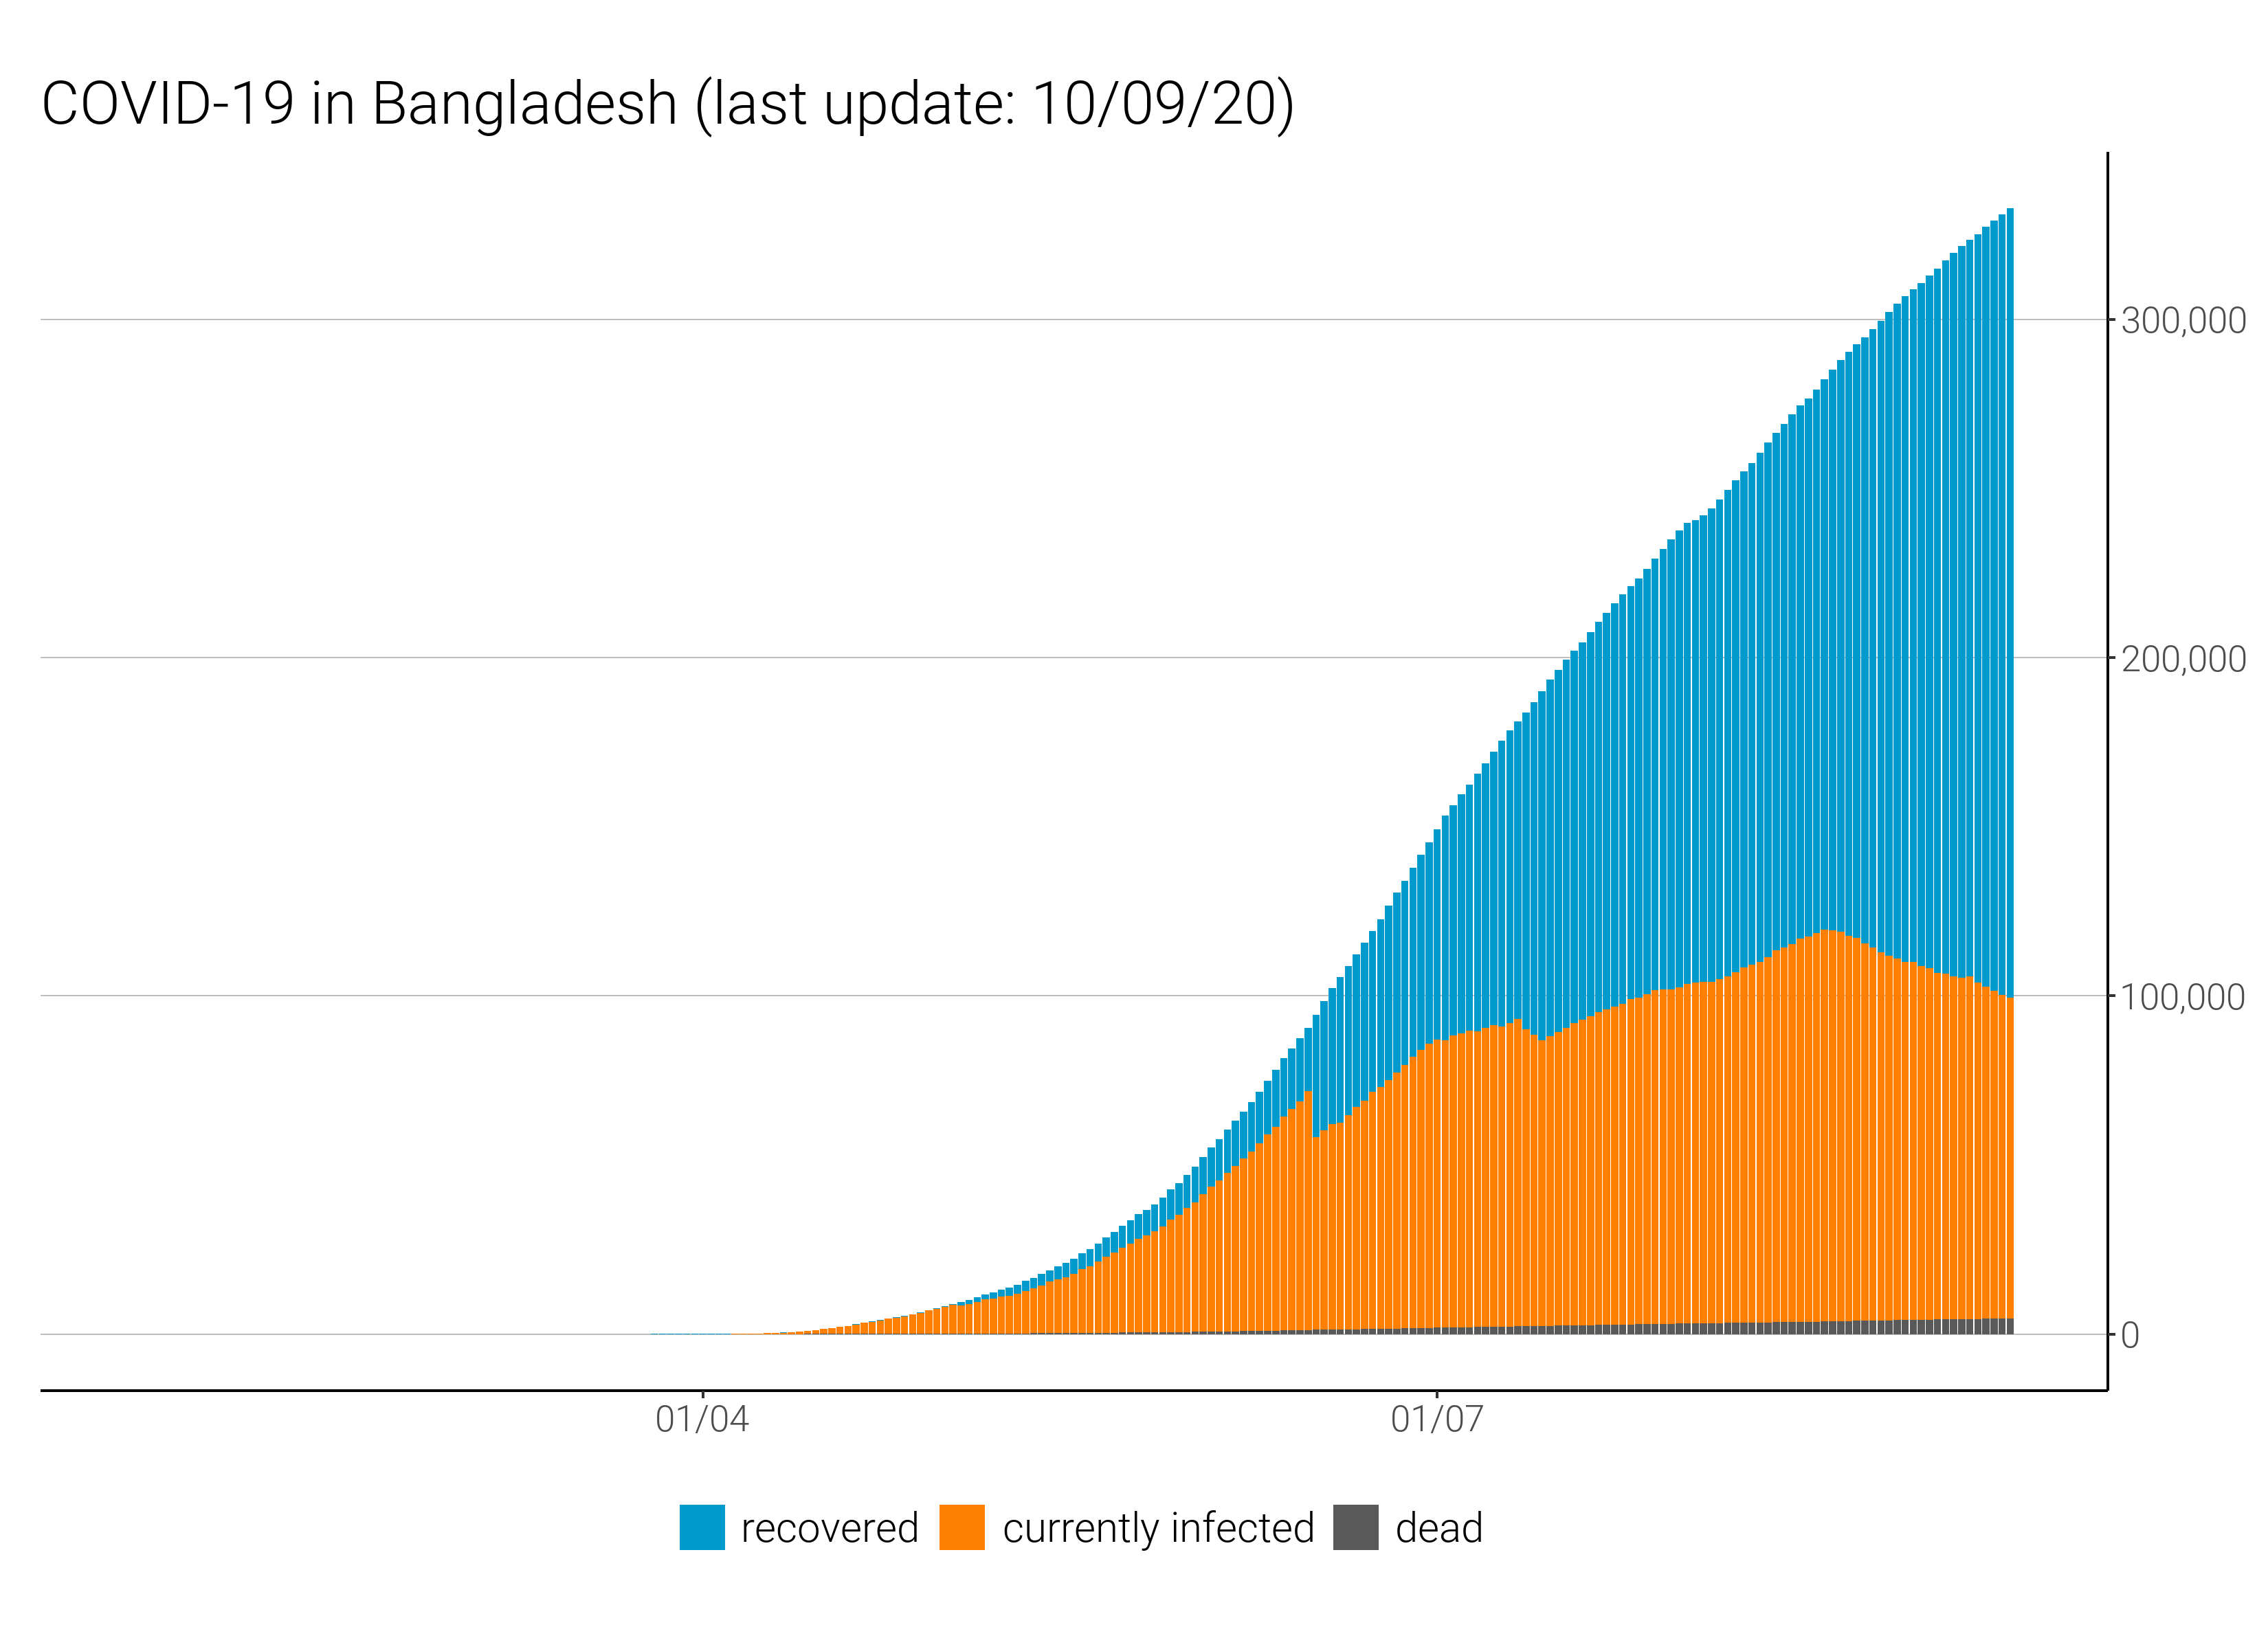 COVID-19 in Bangladesh (last update: 10/09/20)
300,000
200,000
100,000
0
01/04 01/07
recovered currently infected dead